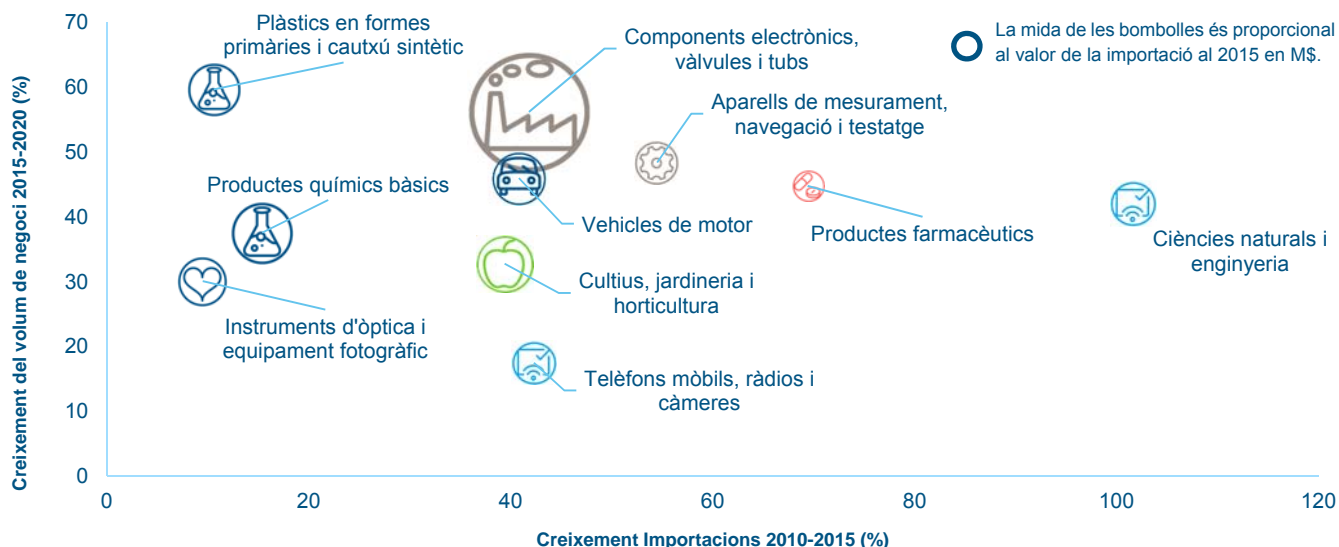 Creixement del volum de negoci 2015-2020 (%)
70
60
50
40
30
20
10
0
Plàstics en formes
primàries i cautxú sintètic
Components electrònics,
vàlvules i tubs
La mida de les bombolles és proporcional
al valor de la importació al 2015 en M$.
Aparells de mesurament,
navegació i testatge
Productes químics bàsics
Vehicles de motor
Productes farmacèutics
Ciències naturals i
enginyeria
Cultius, jardineria i
horticultura
Instruments d'òptica i
equipament fotogràfic
Telèfons mòbils, ràdios i
càmeres
0
20
40
60
80
100
120
Creixement Importacions 2010-2015 (%)